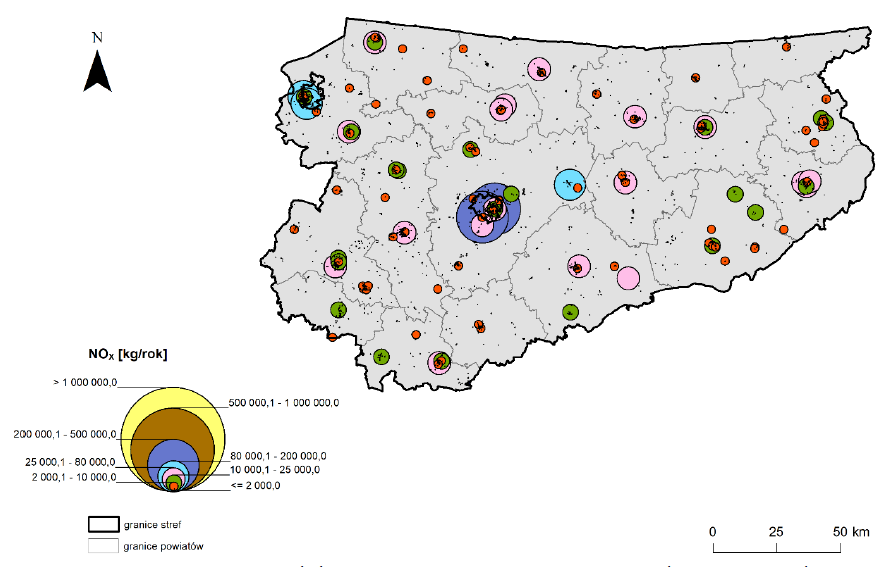 N
NOx [kg/rok]
> 1 000 000,0
500 000,1 - 1 000 000,0
200 000,1 - 500 000,0
80 000,1 - 200 000,0
25 000,1 - 80 000,0
10 000,1 - 25 000,0
2 000,1 - 10 000,0
<= 2 000,0
granice stref
granice powiatów
0 25 50 km